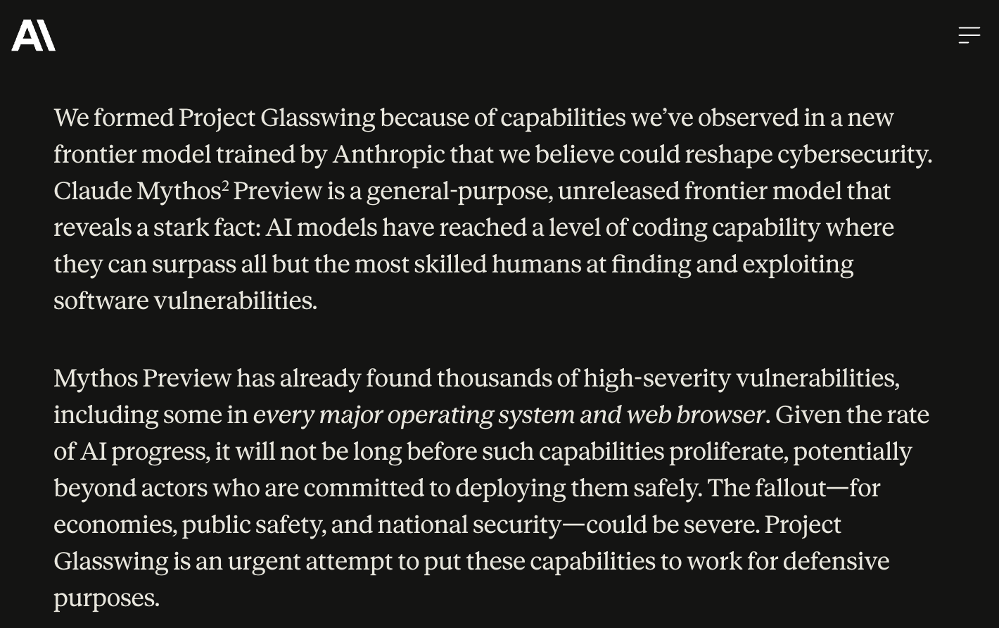 We formed Project Glasswing because of capabilities we’ve observed in a new
frontier model trained by Anthropic that we believe could reshape cybersecurity.
Claude Mythos² Preview is a general-purpose, unreleased frontier model that
reveals a stark fact: AI models have reached a level of coding capability where
they can surpass all but the most skilled humans at finding and exploiting
software vulnerabilities.
Mythos Preview has already found thousands of high-severity vulnerabilities,
including some in every major operating system and web browser. Given the rate
of AI progress, it will not be long before such capabilities proliferate, potentially
beyond actors who are committed to deploying them safely. The fallout—for
economies, public safety, and national security—could be severe. Project
Glasswing is an urgent attempt to put these capabilities to work for defensive
purposes.